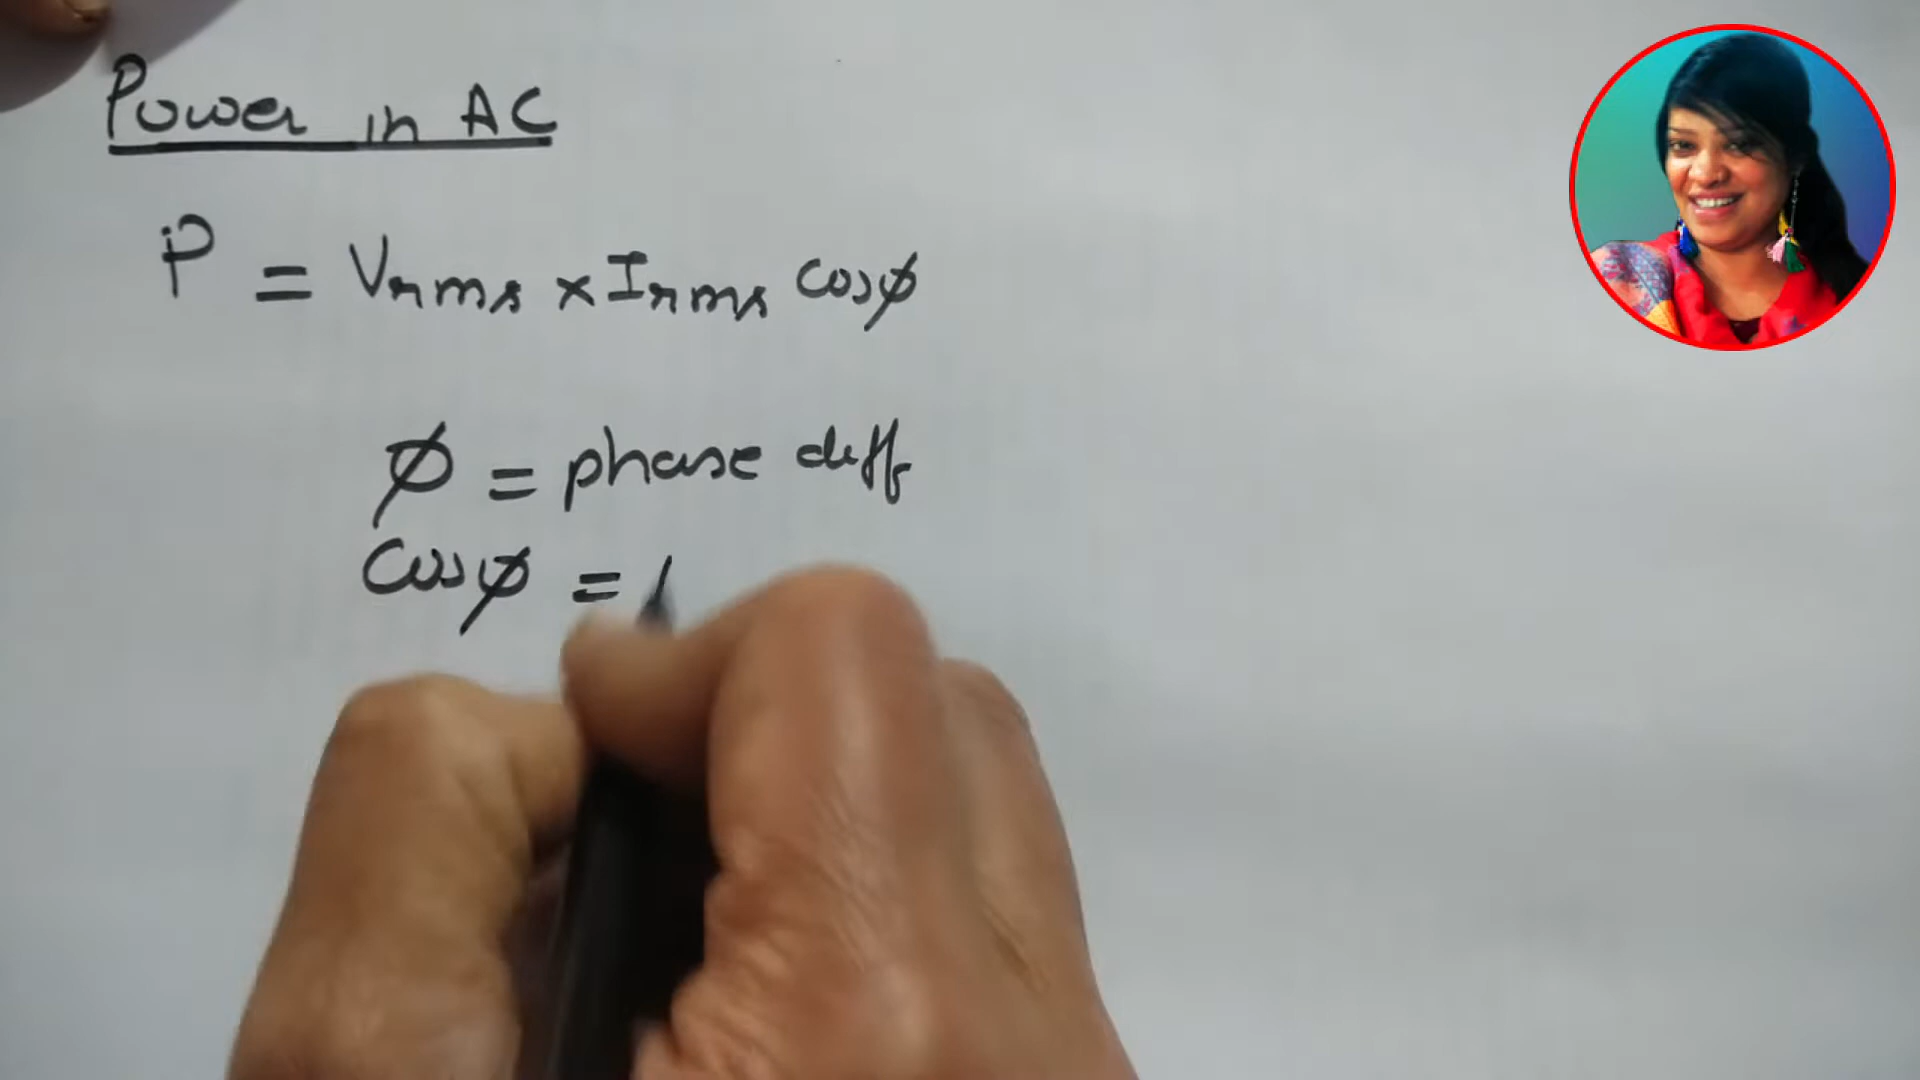 Power in AC
P = Vrms × Irms cosφ
φ = phase diff
cosφ =